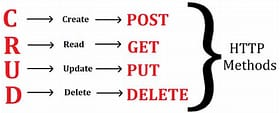 C Create POST
R Read GET
U Update PUT
D Delete DELETE
HTTP
Methods